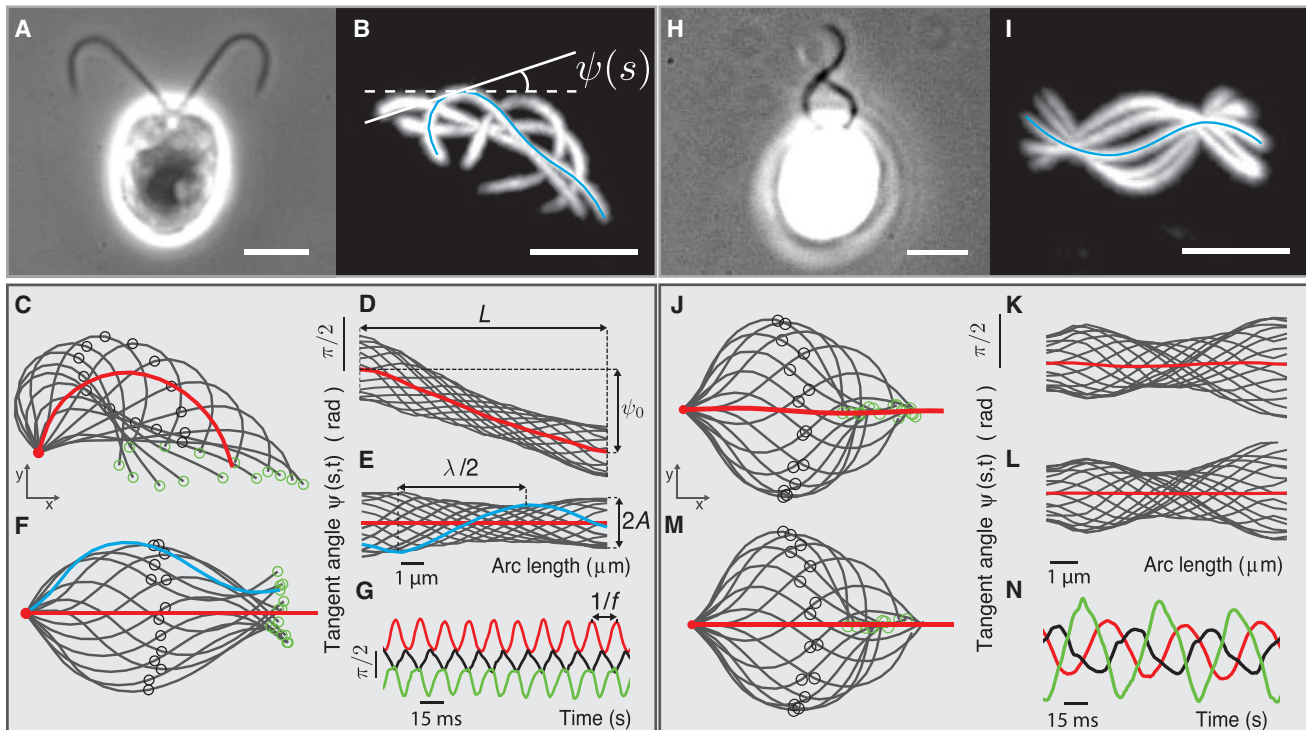 A
B
ψ(s)
H
I
C
y
x
D
L
π/2
ψ₀
E
λ/2
2A
1 μm
Arc length (μm)
F
G
1/f
π/2
15 ms
Time (s)
Tangent angle ψ (s,t) ( rad )
J
y
x
K
π/2
L
1 μm
Arc length (μm)
M
N
15 ms
Time (s)
Tangent angle ψ (s,t) ( rad )